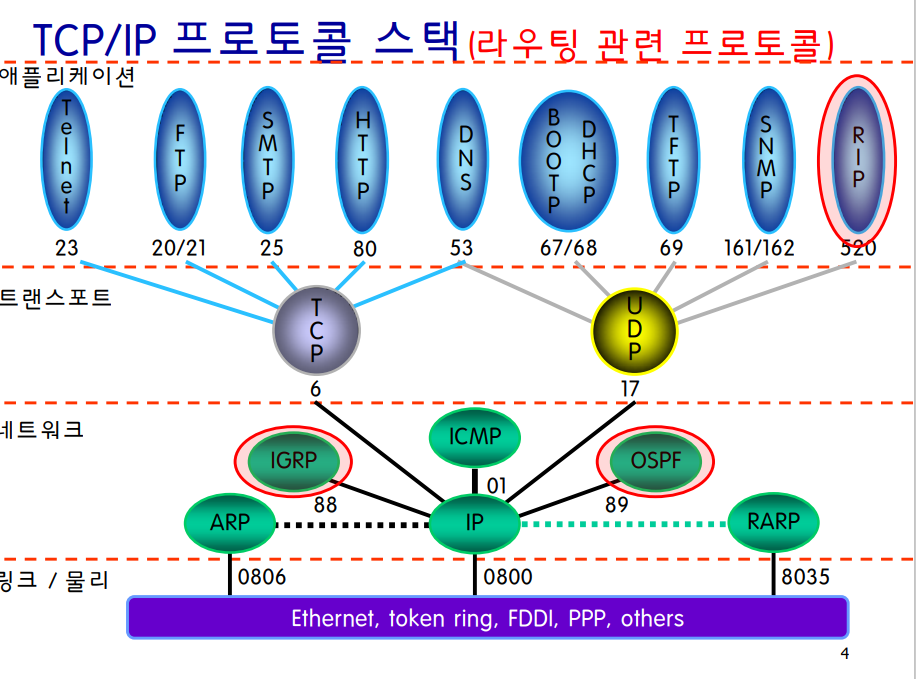 TCP/IP 프로토콜 스택(라우팅 관련 프로토콜)
애플리케이션
Telnet
FTP
SMTP
HTTP
DNS
BOOTP
DHCP
TFTP
SNMP
RIP
23
20/21
25
80
53
67/68
69
161/162
520
트랜스포트
TCP
UDP
6
17
네트워크
ICMP
IGRP
OSPF
01
88
89
ARP
IP
RARP
링크 / 물리
0806
0800
8035
Ethernet, token ring, FDDI, PPP, others
4